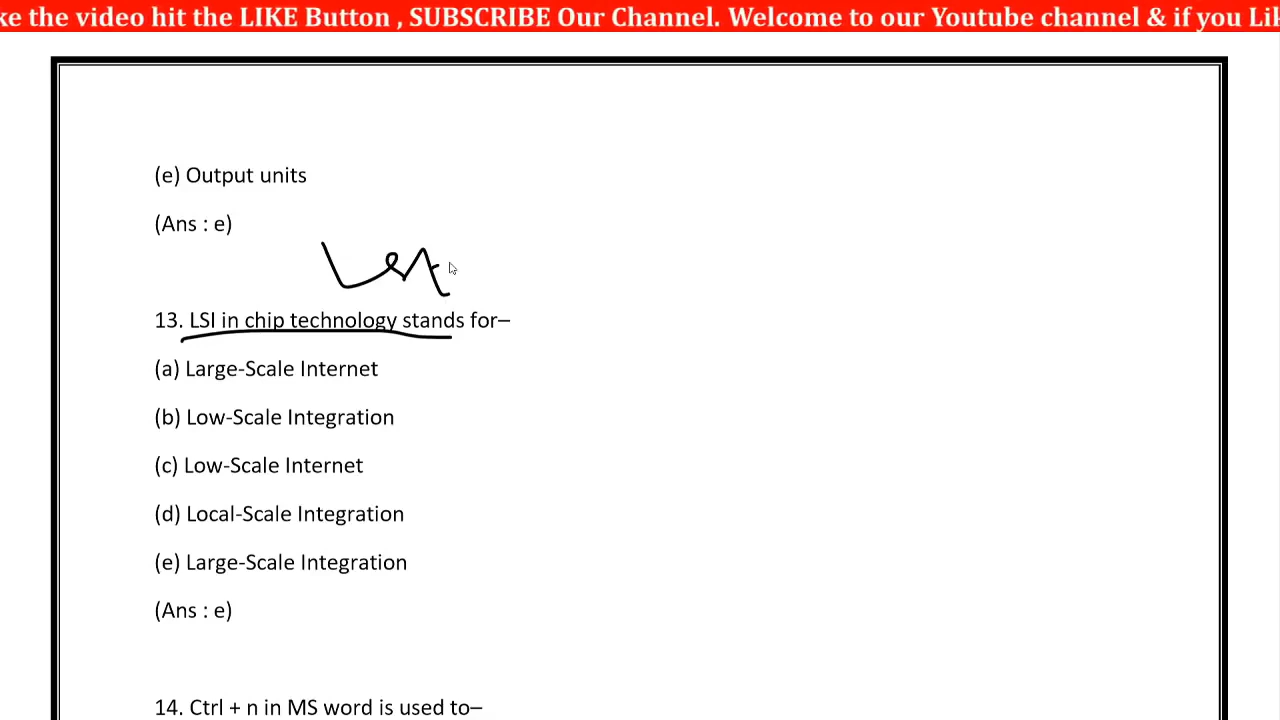 ke the video hit the LIKE Button , SUBSCRIBE Our Channel. Welcome to our Youtube channel & if you Lik
(e) Output units
(Ans : e)
13. LSI in chip technology stands for–
(a) Large-Scale Internet
(b) Low-Scale Integration
(c) Low-Scale Internet
(d) Local-Scale Integration
(e) Large-Scale Integration
(Ans : e)
14. Ctrl + n in MS word is used to–